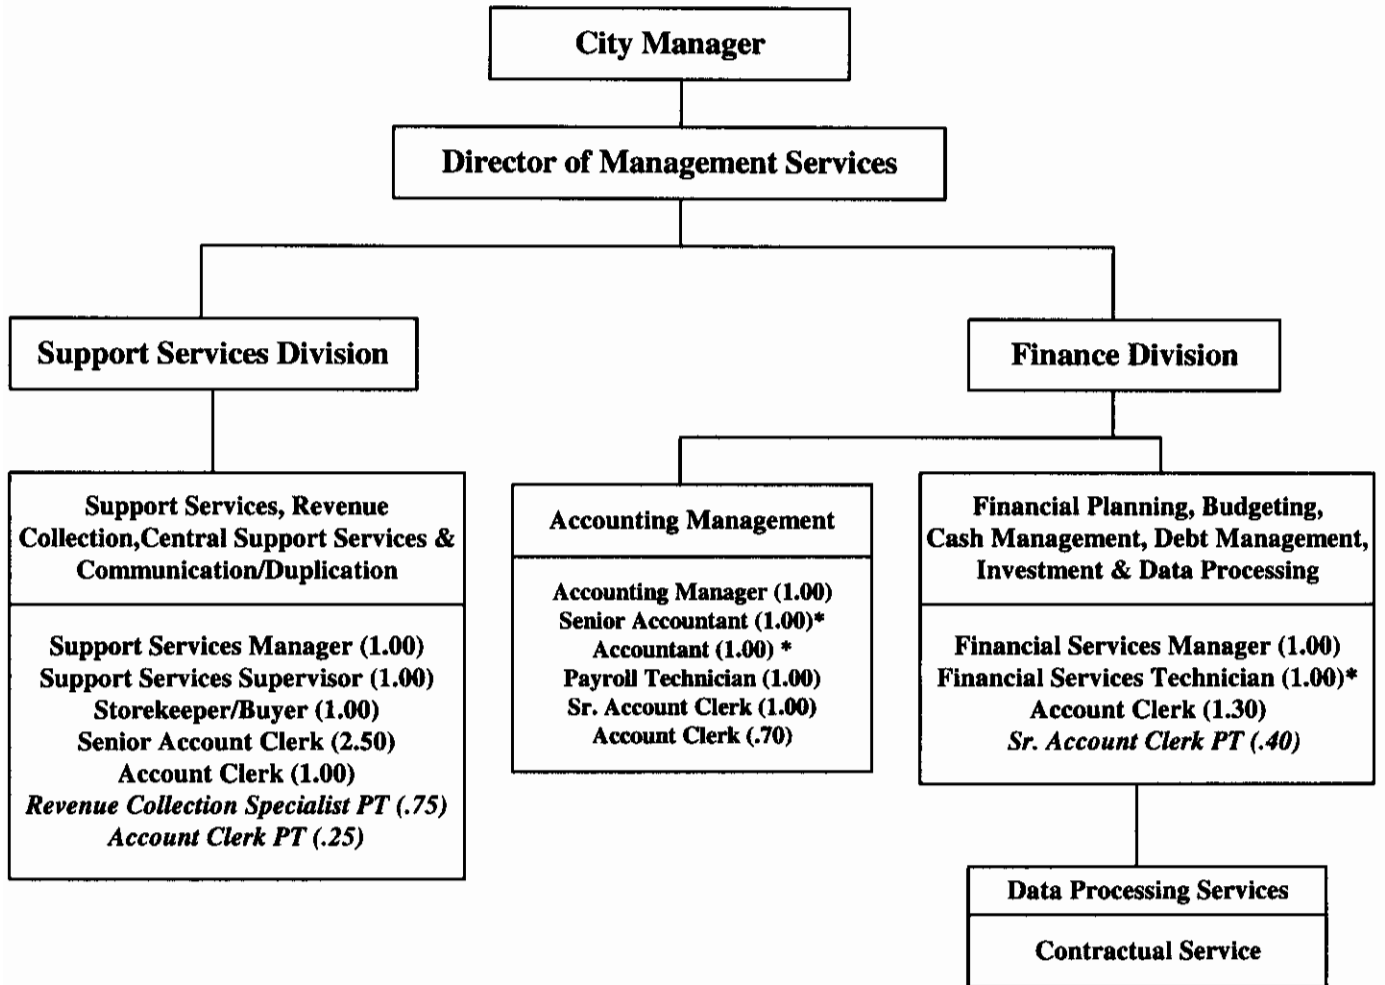 City Manager
Director of Management Services
Support Services Division
Finance Division
Support Services, Revenue
Collection,Central Support Services &
Communication/Duplication
Support Services Manager (1.00)
Support Services Supervisor (1.00)
Storekeeper/Buyer (1.00)
Senior Account Clerk (2.50)
Account Clerk (1.00)
Revenue Collection Specialist PT (.75)
Account Clerk PT (.25)
Accounting Management
Accounting Manager (1.00)
Senior Accountant (1.00)*
Accountant (1.00) *
Payroll Technician (1.00)
Sr. Account Clerk (1.00)
Account Clerk (.70)
Financial Planning, Budgeting,
Cash Management, Debt Management,
Investment & Data Processing
Financial Services Manager (1.00)
Financial Services Technician (1.00)*
Account Clerk (1.30)
Sr. Account Clerk PT (.40)
Data Processing Services
Contractual Service